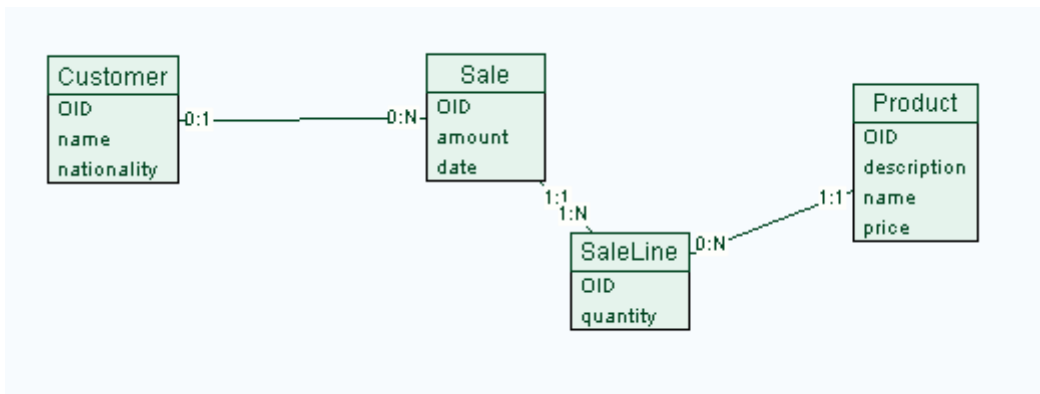 Customer
OID
name
nationality
0:1
0:N
Sale
OID
amount
date
1:1
1:N
SaleLine
OID
quantity
0:N
1:1
Product
OID
description
name
price